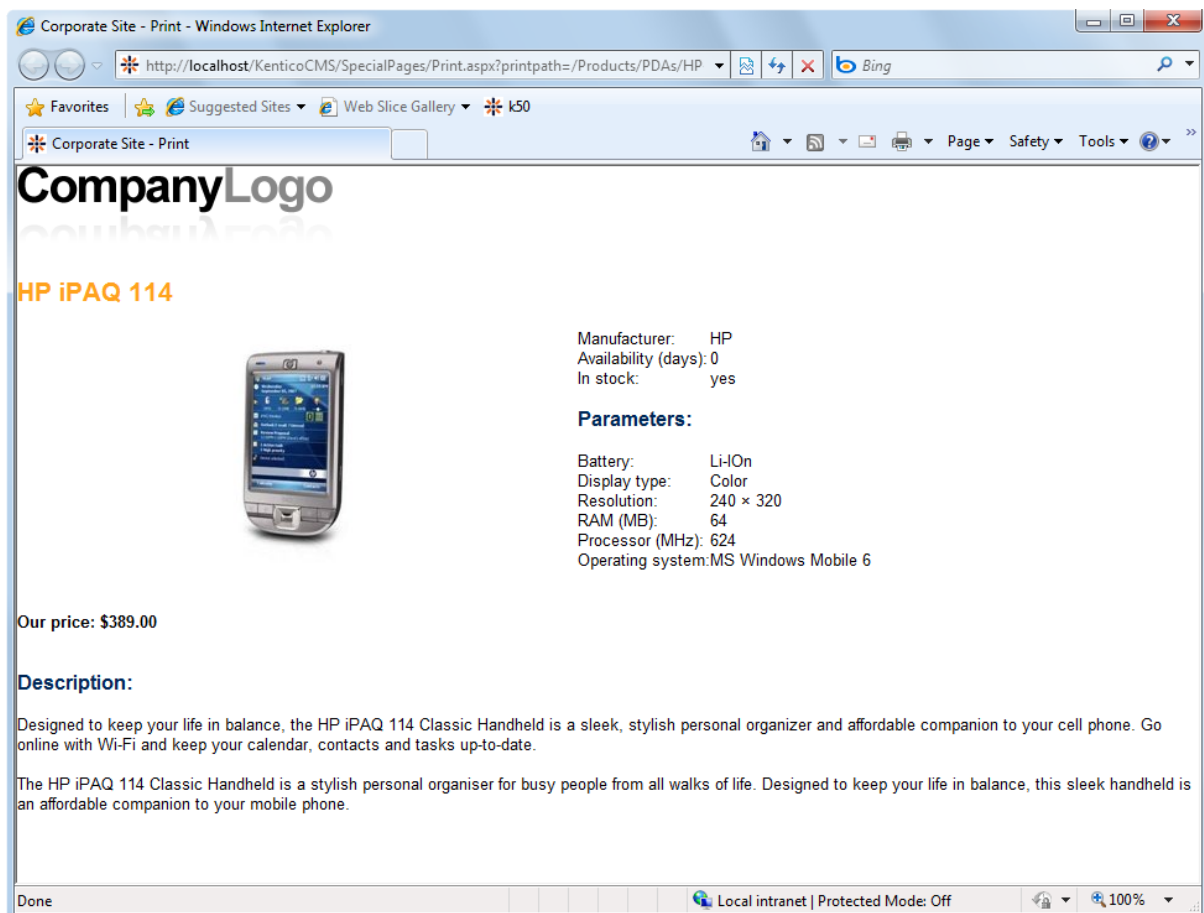 Corporate Site - Print - Windows Internet Explorer
http://localhost/KenticoCMS/SpecialPages/Print.aspx?printpath=/Products/PDAs/HP
Bing
Favorites Suggested Sites Web Slice Gallery k50
Corporate Site - Print
Page Safety Tools
CompanyLogo
HP iPAQ 114
Manufacturer: HP
Availability (days): 0
In stock: yes
Parameters:
Battery: Li-IOn
Display type: Color
Resolution: 240 × 320
RAM (MB): 64
Processor (MHz): 624
Operating system: MS Windows Mobile 6
Our price: $389.00
Description:
Designed to keep your life in balance, the HP iPAQ 114 Classic Handheld is a sleek, stylish personal organizer and affordable companion to your cell phone. Go
online with Wi-Fi and keep your calendar, contacts and tasks up-to-date.
The HP iPAQ 114 Classic Handheld is a stylish personal organiser for busy people from all walks of life. Designed to keep your life in balance, this sleek handheld is
an affordable companion to your mobile phone.
Done Local intranet | Protected Mode: Off 100%